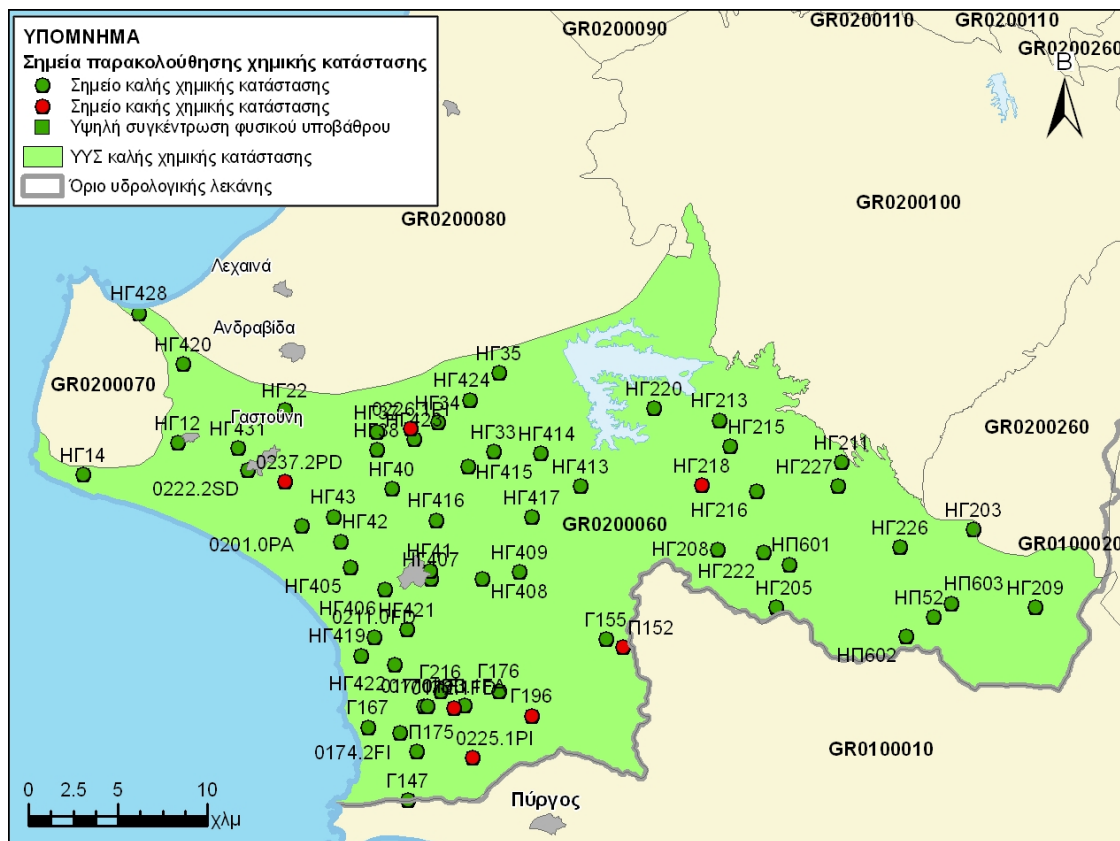 ΥΠΟΜΝΗΜΑ
Σημεία παρακολούθησης χημικής κατάστασης
Σημείο καλής χημικής κατάστασης
Σημείο κακής χημικής κατάστασης
Υψηλή συγκέντρωση φυσικού υποβάθρου
ΥΥΣ καλής χημικής κατάστασης
Όριο υδρολογικής λεκάνης
GR0200090
GR0200110
GR0200110
GR0200260
Β
GR0200100
GR0200080
Λεχαινά
ΗΓ428
Ανδραβίδα
ΗΓ420
GR0200070
ΗΓ35
ΗΓ424
ΗΓ34
ΗΓ22
Γαστούνη
ΗΓ12
ΗΓ431
ΗΓ14
0237.2PD
0222.2SD
ΗΓ40
ΗΓ33
ΗΓ414
ΗΓ415
ΗΓ413
ΗΓ220
ΗΓ213
ΗΓ215
ΗΓ211
ΗΓ227
ΗΓ218
ΗΓ216
GR0200260
ΗΓ203
GR0100020
ΗΓ43
ΗΓ42
0201.0PA
ΗΓ416
ΗΓ417
GR0200060
ΗΓ226
ΗΓ208
ΗΓ222
ΗΠ601
ΗΓ41
ΗΓ407
ΗΓ409
ΗΓ408
ΗΓ405
ΗΓ205
ΗΠ52
ΗΠ603
ΗΓ209
ΗΠ602
ΗΓ406
ΗΓ421
0211.0FD
ΗΓ419
Γ155
Π152
ΗΓ422
Γ216
Γ176
Γ196
Γ167
Π175
0174.2FI
0225.1PI
GR0100010
Γ147
Πύργος
0 2.5 5 10
χλμ